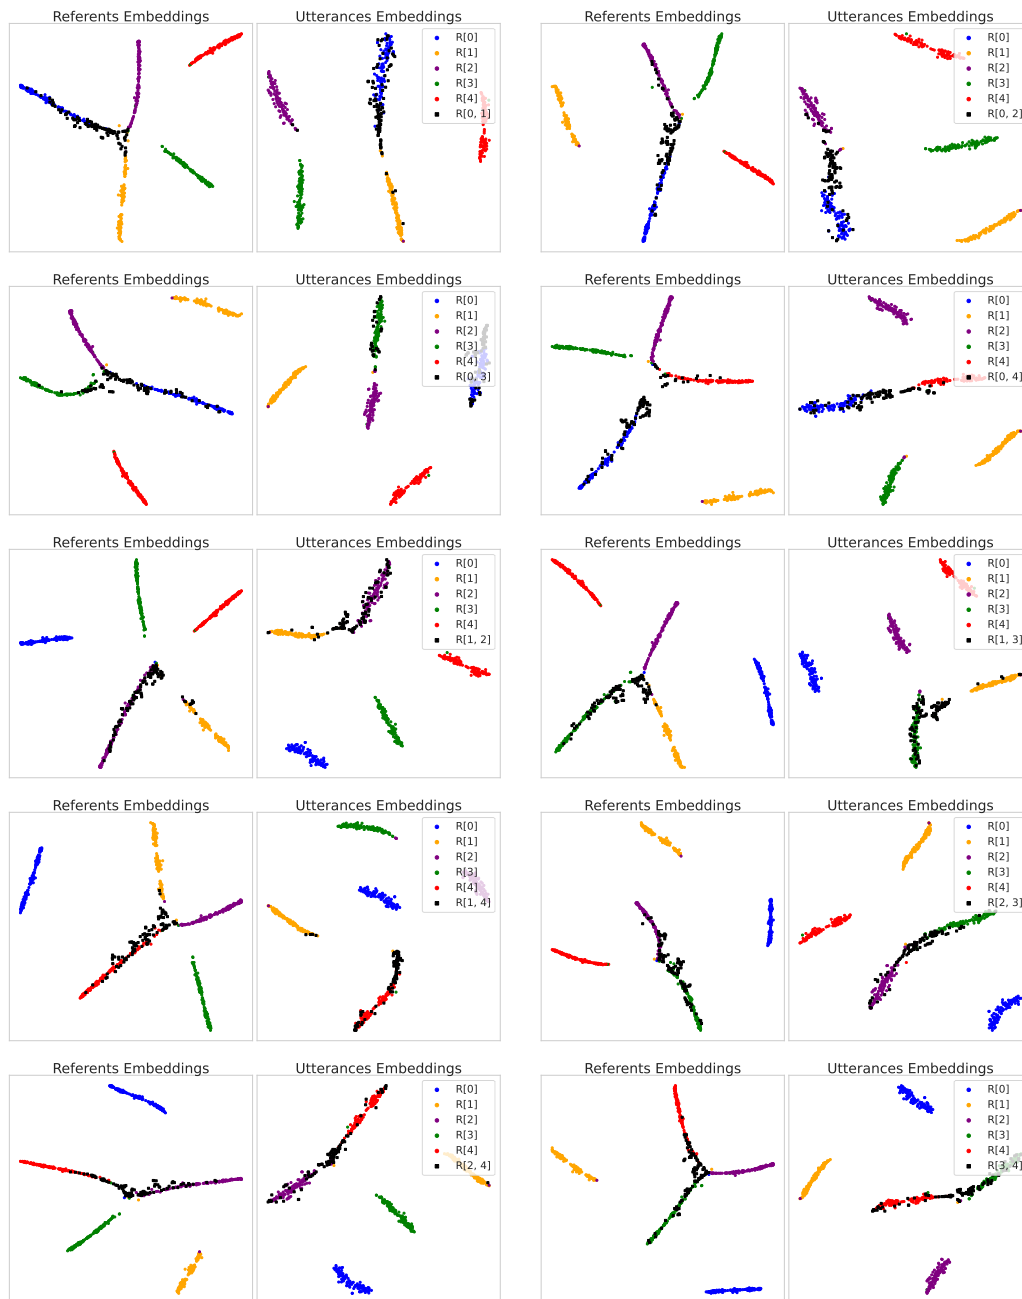 Referents Embeddings
Utterances Embeddings
R[0]
R[1]
R[2]
R[3]
R[4]
R[0, 1]
Referents Embeddings
Utterances Embeddings
R[0]
R[1]
R[2]
R[3]
R[4]
R[0, 2]
Referents Embeddings
Utterances Embeddings
R[0]
R[1]
R[2]
R[3]
R[4]
R[0, 3]
Referents Embeddings
Utterances Embeddings
R[0]
R[1]
R[2]
R[3]
R[4]
R[0, 4]
Referents Embeddings
Utterances Embeddings
R[0]
R[1]
R[2]
R[3]
R[4]
R[1, 2]
Referents Embeddings
Utterances Embeddings
R[0]
R[1]
R[2]
R[3]
R[4]
R[1, 3]
Referents Embeddings
Utterances Embeddings
R[0]
R[1]
R[2]
R[3]
R[4]
R[1, 4]
Referents Embeddings
Utterances Embeddings
R[0]
R[1]
R[2]
R[3]
R[4]
R[2, 3]
Referents Embeddings
Utterances Embeddings
R[0]
R[1]
R[2]
R[3]
R[4]
R[2, 4]
Referents Embeddings
Utterances Embeddings
R[0]
R[1]
R[2]
R[3]
R[4]
R[3, 4]